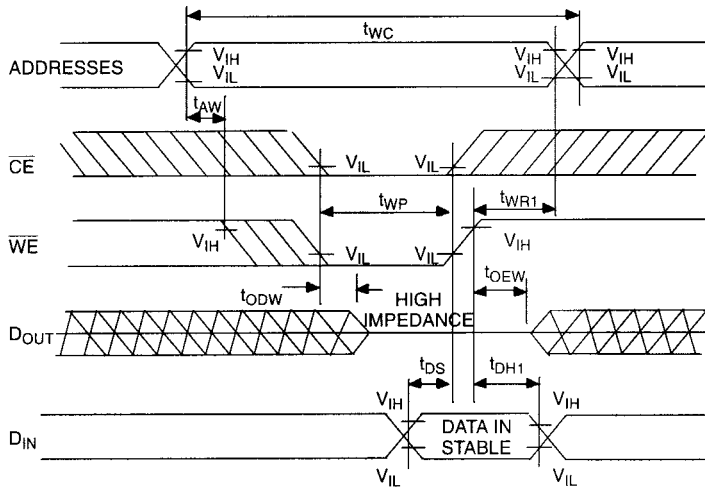 tWC
ADDRESSES
VIH
VIL
VIH
VIL
VIH
VIL
tAW
CE
VIL
VIL
tWP
tWR1
WE
VIH
VIL
VIL
VIH
tODW
HIGH
IMPEDANCE
tOEW
DOUT
tDS
tDH1
VIH
VIH
DIN
DATA IN
STABLE
VIL
VIL